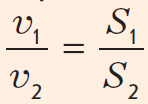 v₁/v₂ = S₁/S₂